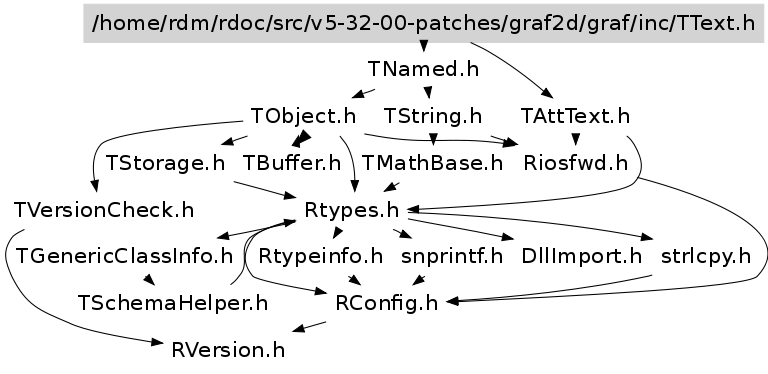 /home/rdm/rdoc/src/v5-32-00-patches/graf2d/graf/inc/TText.h
TNamed.h
TObject.h TString.h TAttText.h
TStorage.h TBuffer.h TMathBase.h Riosfwd.h
TVersionCheck.h Rtypes.h
TGenericClassInfo.h Rtypeinfo.h snprintf.h DllImport.h strlcpy.h
TSchemaHelper.h RConfig.h
RVersion.h